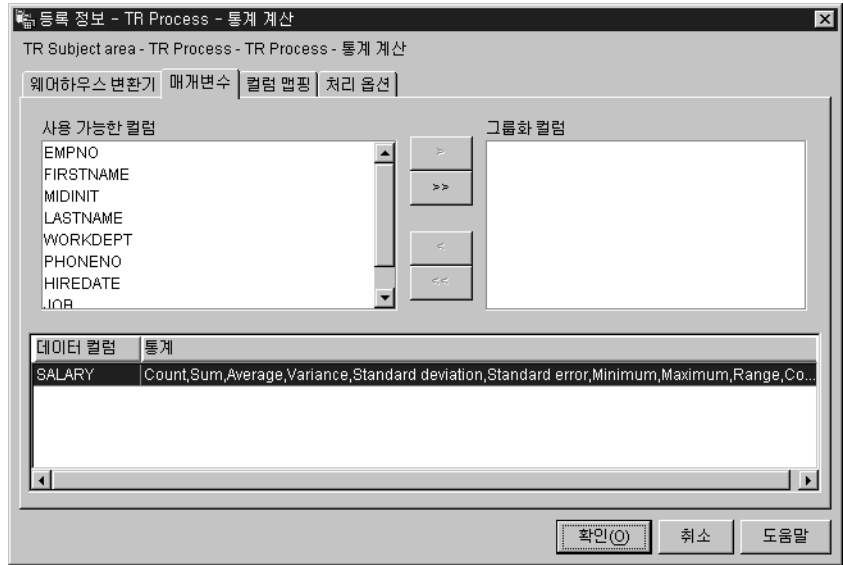 등록 정보 - TR Process - 통계 계산
TR Subject area - TR Process - TR Process - 통계 계산
웨어하우스 변환기 매개변수 컬럼 맵핑 처리 옵션
사용 가능한 컬럼
그룹화 컬럼
EMPNO
FIRSTNAME
MIDINIT
LASTNAME
WORKDEPT
PHONENO
HIREDATE
JOB
>
>>
<
<<
데이터 컬럼 통계
SALARY Count,Sum,Average,Variance,Standard deviation,Standard error,Minimum,Maximum,Range,Co...
확인(O) 취소 도움말